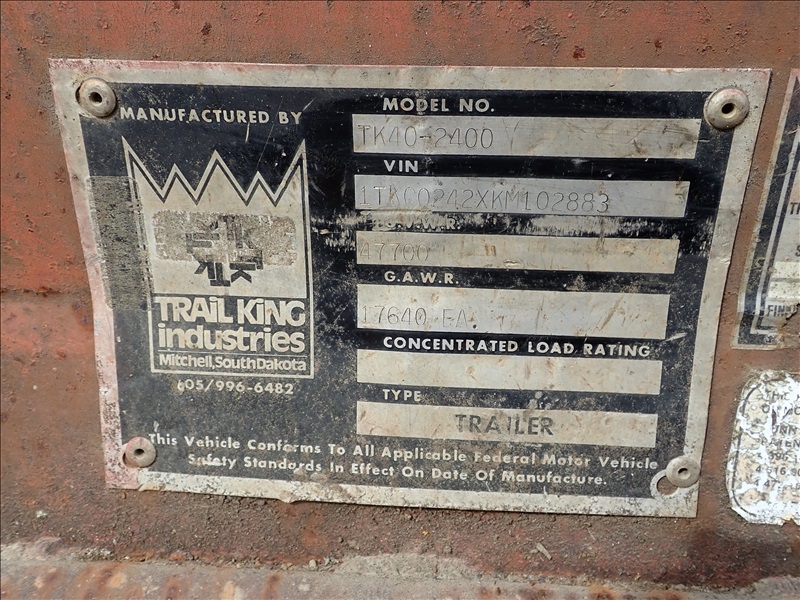 MANUFACTURED BY
TRAIL KING
industries
Mitchell, South Dakota
605/996-6482
MODEL NO.
TK40-2400
VIN
1TKC0242XKM102883
G.V.W.R.
47700
G.A.W.R.
17640 EA.
CONCENTRATED LOAD RATING
TYPE
TRAILER
This Vehicle Conforms To All Applicable Federal Motor Vehicle
Safety Standards In Effect On Date Of Manufacture.